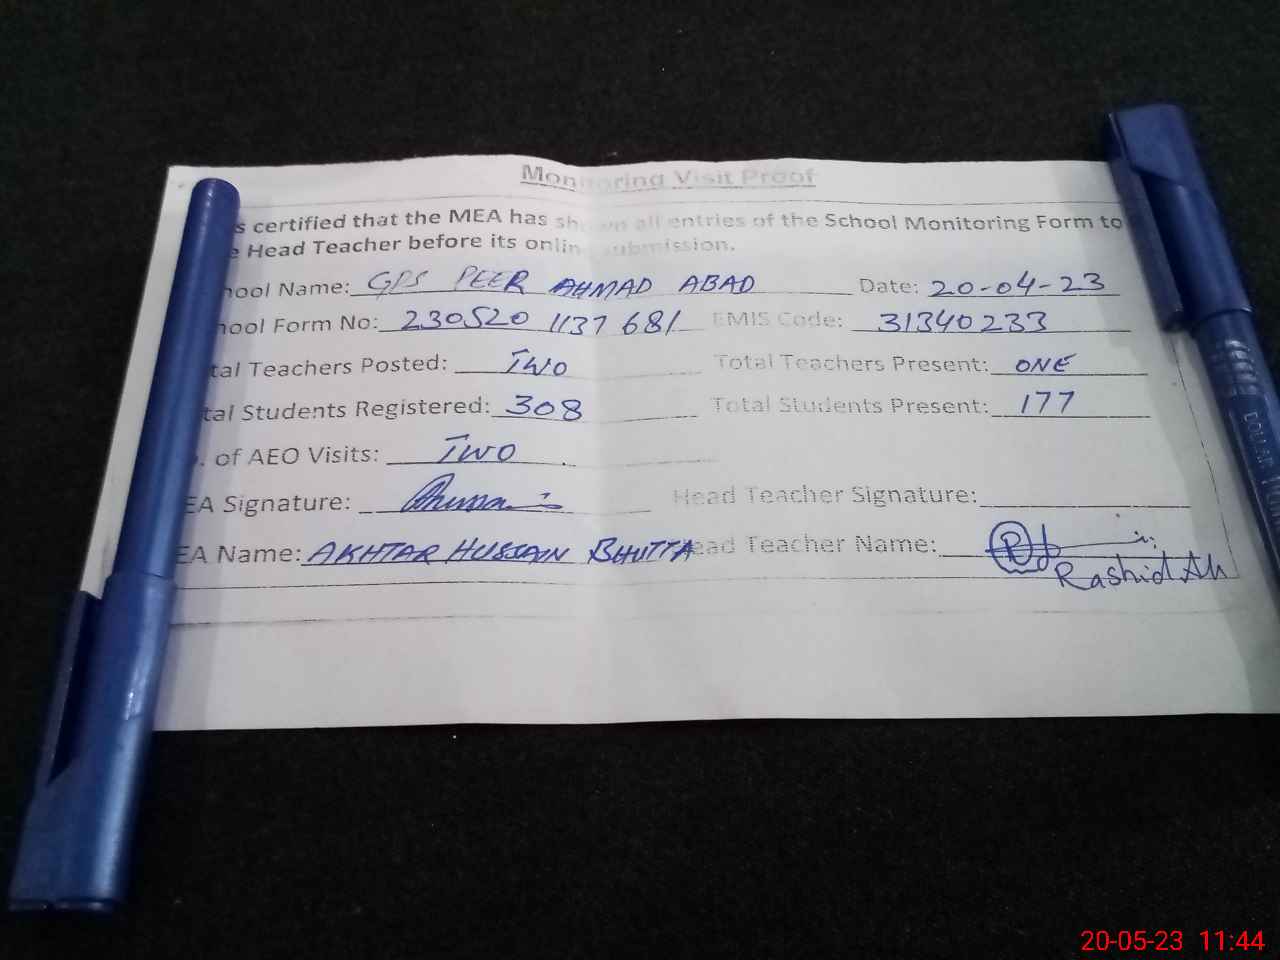 Monitoring Visit Proof
s certified that the MEA has shown all entries of the School Monitoring Form to
e Head Teacher before its online submission.
hool Name: GPS PEER AHMAD ABAD Date: 20-04-23
hool Form No: 230520 1137 681 EMIS Code: 31340233
tal Teachers Posted: TWO Total Teachers Present: ONE
tal Students Registered: 308 Total Students Present: 177
. of AEO Visits: TWO
EA Signature: Head Teacher Signature:
EA Name: AKHTAR HUSSAIN BHUTTA ead Teacher Name:
Rashid Ah
20-05-23 11:44